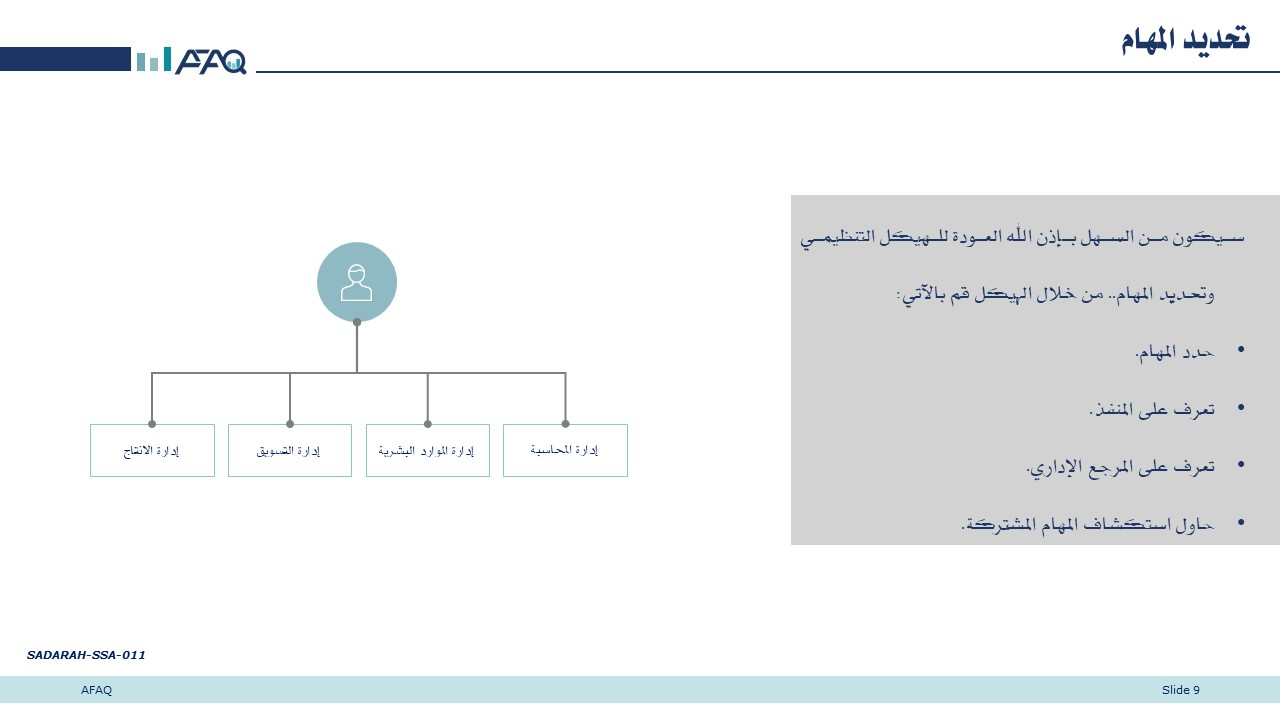 تحديد المهام
AFAQ
سيكون من السهل بإذن الله العودة للهيكل التنظيمي
وتحديد المهام.. من خلال الهيكل قم بالآتي:
• حدد المهام.
• تعرف على المنفذ.
• تعرف على المرجع الإداري.
• حاول استكشاف المهام المشتركة.
إدارة المحاسبة
إدارة الموارد البشرية
إدارة التسويق
إدارة الانتاج
SADARAH-SSA-011
AFAQ
Slide 9